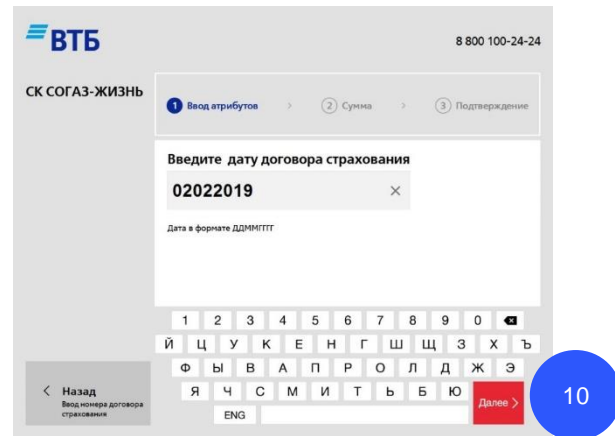 ВТБ
8 800 100-24-24
СК СОГАЗ-ЖИЗНЬ
1 Ввод атрибутов > 2 Сумма > 3 Подтверждение
Введите дату договора страхования
02022019 ×
Дата в формате ДДММГГГГ
1 2 3 4 5 6 7 8 9 0
Й Ц У К Е Н Г Ш Щ З Х Ъ
Ф Ы В А П Р О Л Д Ж Э
Я Ч С М И Т Ь Б Ю
ENG
< Назад
Ввод номера договора
страхования
Далее >
10